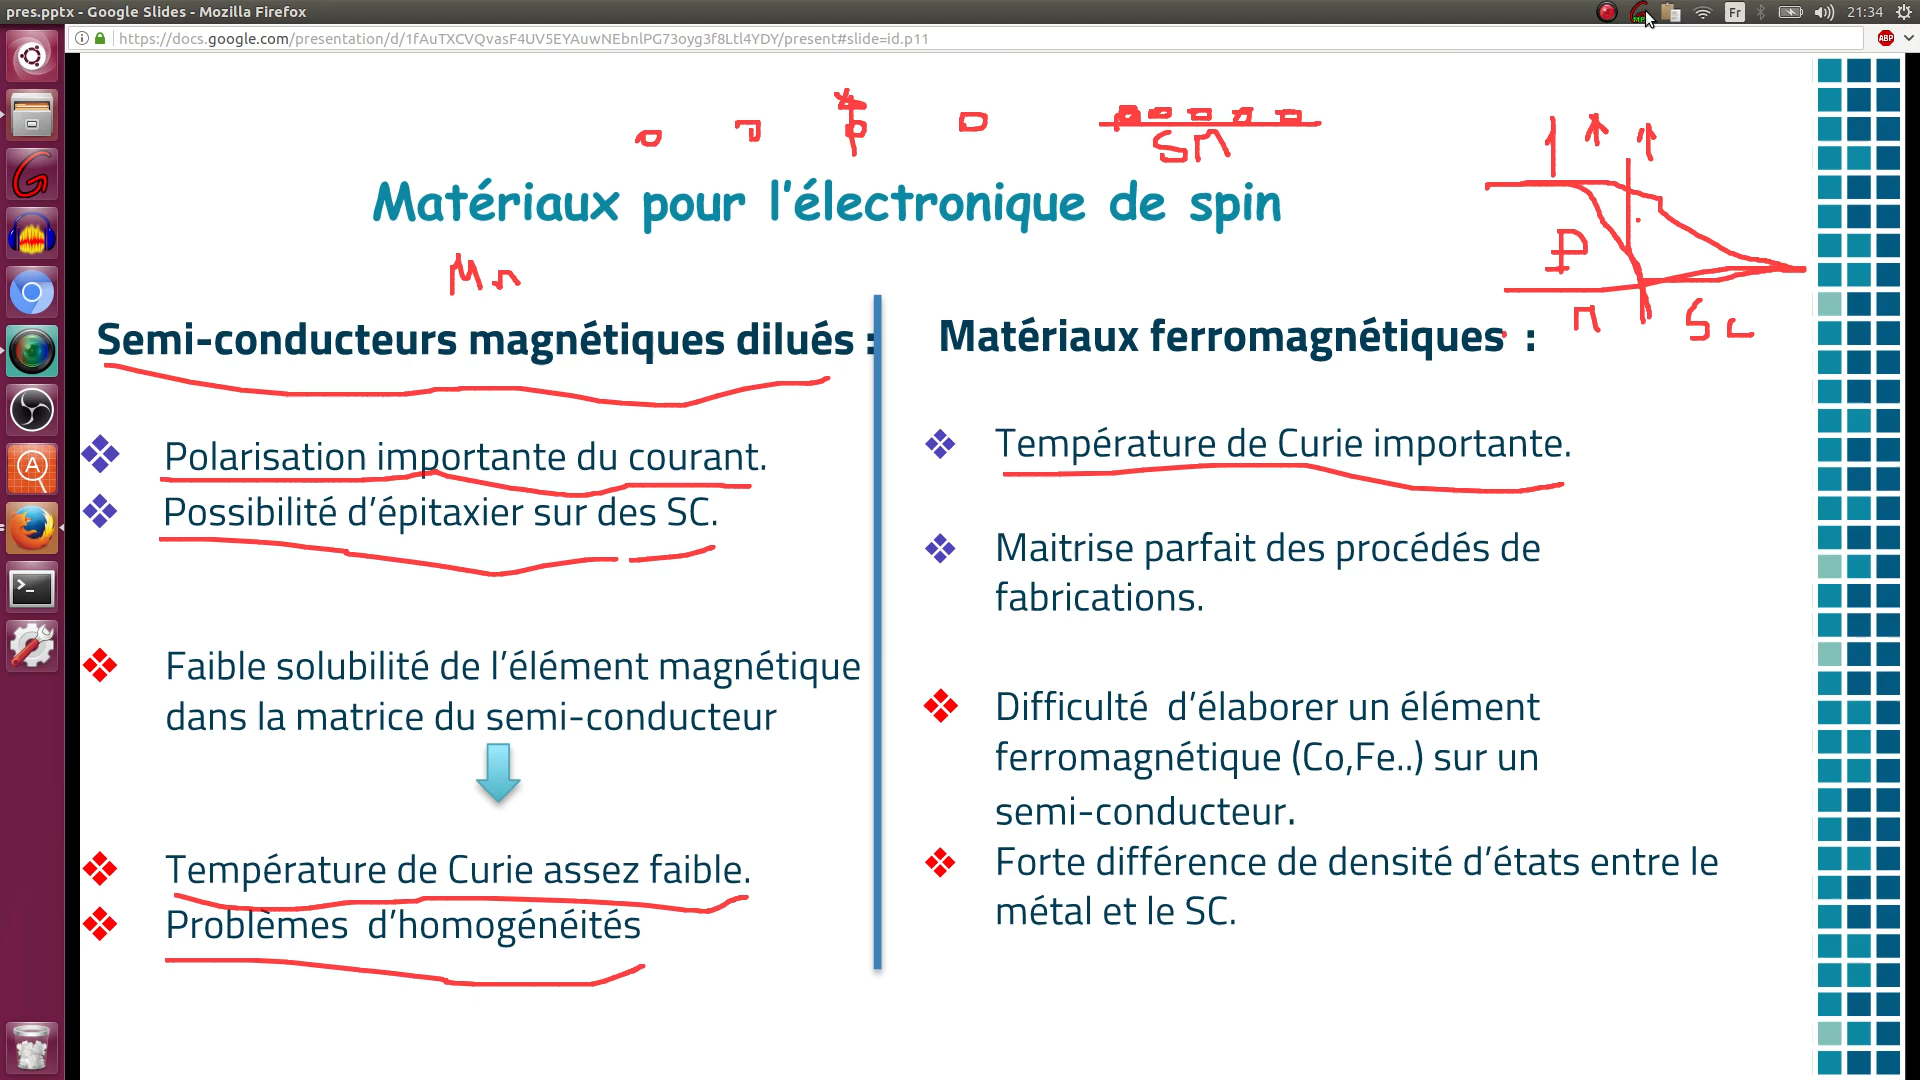 pres.pptx - Google Slides - Mozilla Firefox
Fr
21:34
https://docs.google.com/presentation/d/1fAuTXCVQvasF4UV5EYAuwNEbnlPG73oyg3f8Ltl4YDY/present#slide=id.p11
ABP
Matériaux pour l'électronique de spin
Mn
Semi-conducteurs magnétiques dilués :
Polarisation importante du courant.
Possibilité d'épitaxier sur des SC.
Faible solubilité de l'élément magnétique
dans la matrice du semi-conducteur
Température de Curie assez faible.
Problèmes d'homogénéités
Sc
Matériaux ferromagnétiques :
Température de Curie importante.
Maitrise parfait des procédés de
fabrications.
Difficulté d'élaborer un élément
ferromagnétique (Co,Fe..) sur un
semi-conducteur.
Forte différence de densité d'états entre le
métal et le SC.